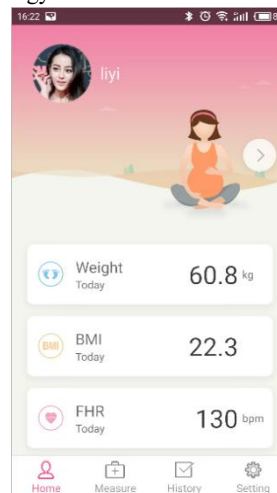 16:22
liyi
Weight
Today
60.8 kg
BMI
BMI
Today
22.3
FHR
Today
130 bpm
Home Measure History Setting